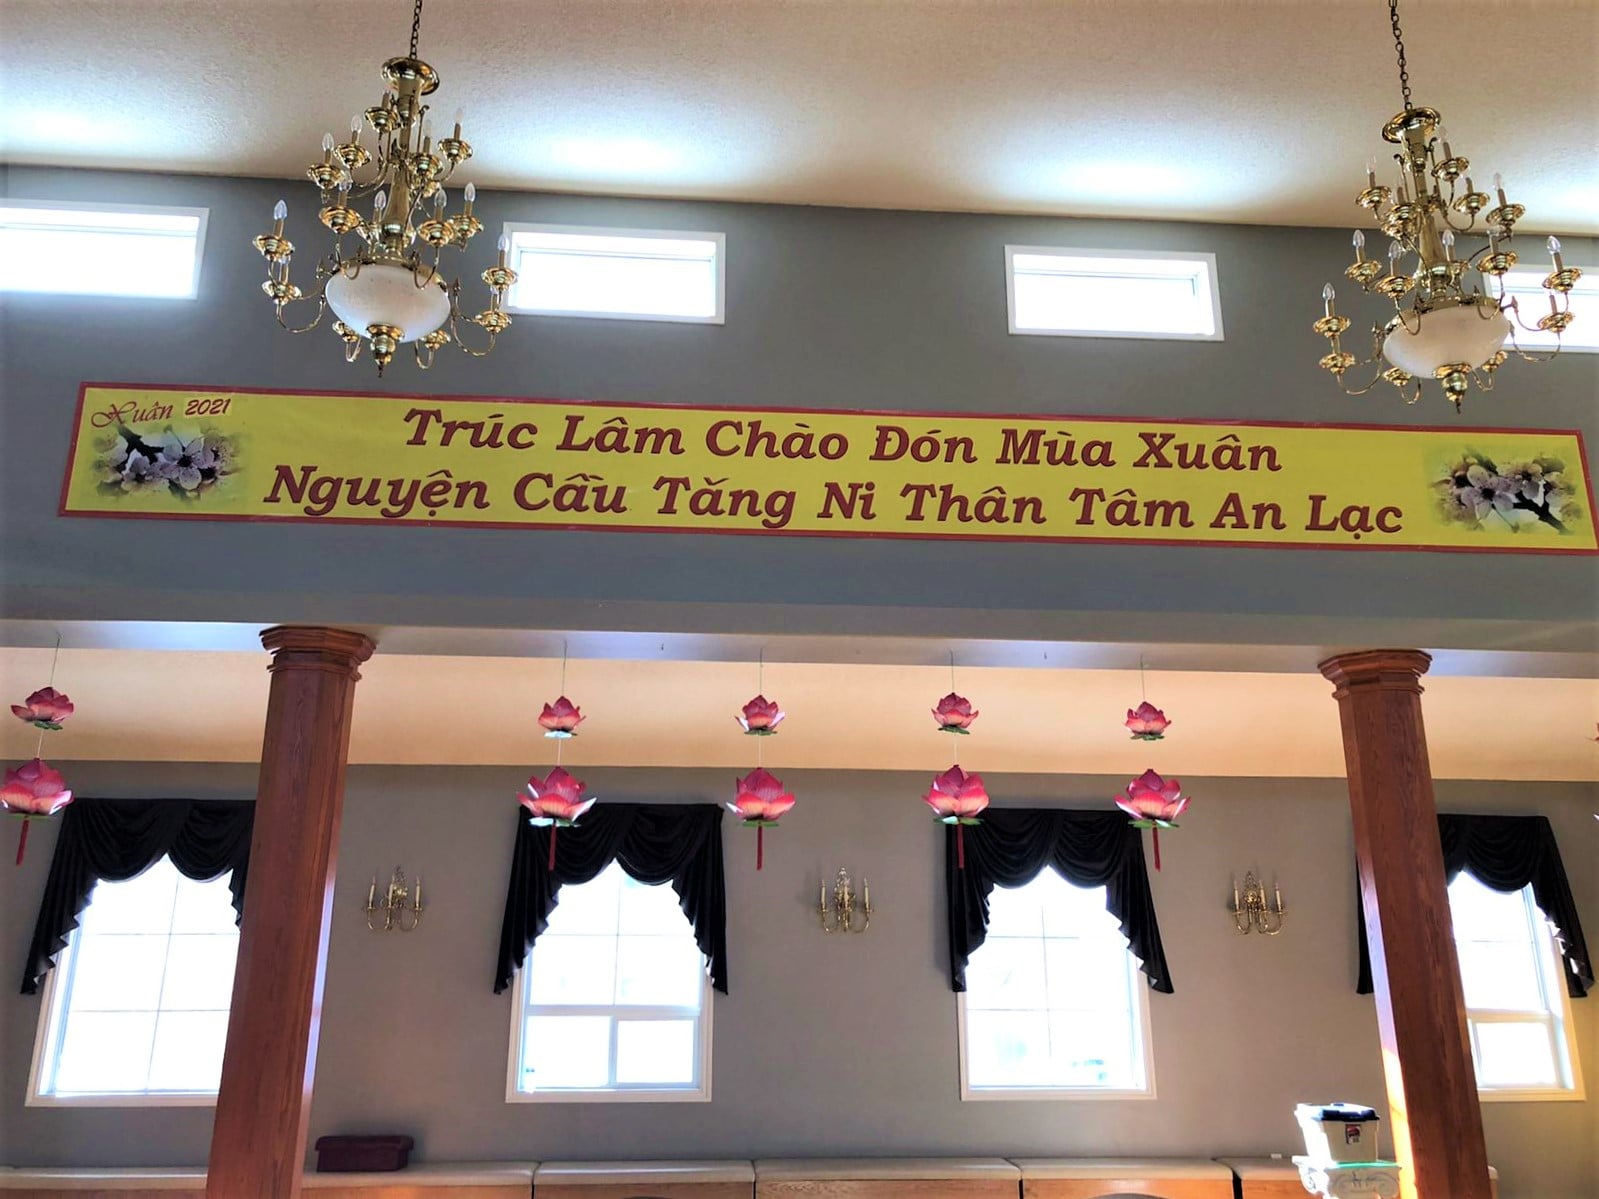 Xuân 2021
Trúc Lâm Chào Đón Mùa Xuân
Nguyện Cầu Tăng Ni Thân Tâm An Lạc